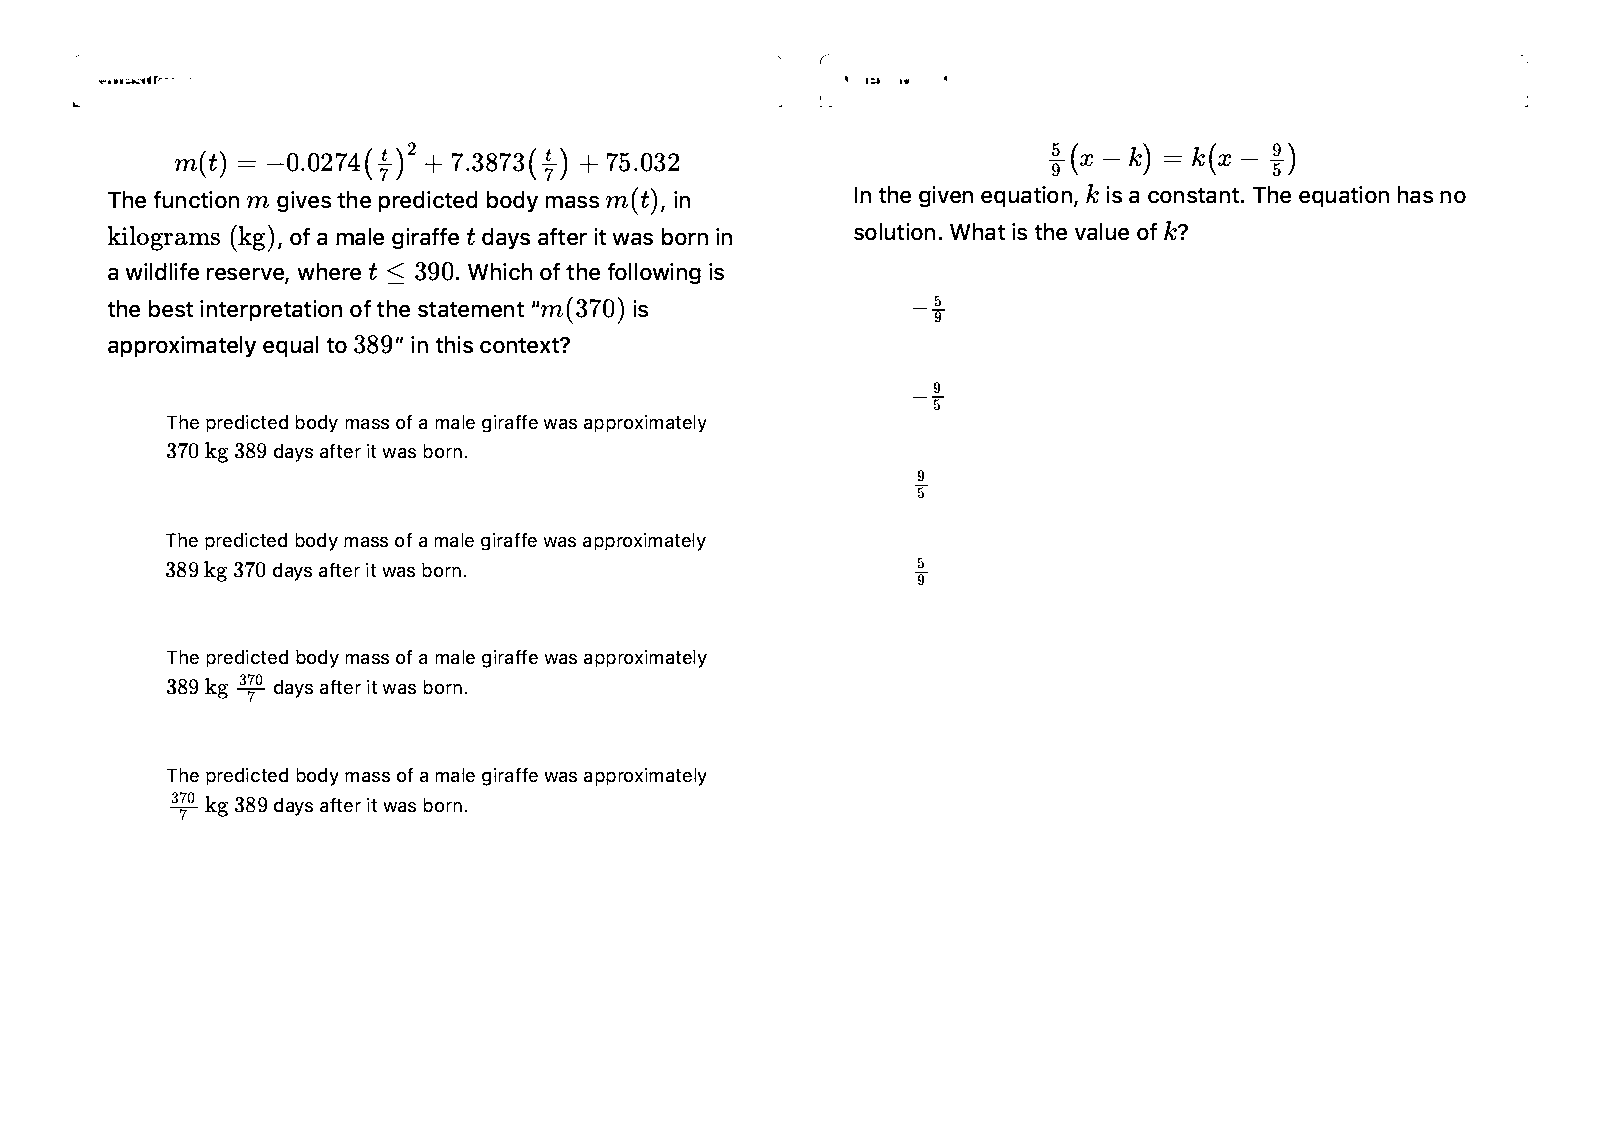 m(t) = −0.0274(t/7)² + 7.3873(t/7) + 75.032
The function m gives the predicted body mass m(t), in
kilograms (kg), of a male giraffe t days after it was born in
a wildlife reserve, where t ≤ 390. Which of the following is
the best interpretation of the statement "m(370) is
approximately equal to 389" in this context?
The predicted body mass of a male giraffe was approximately
370 kg 389 days after it was born.
The predicted body mass of a male giraffe was approximately
389 kg 370 days after it was born.
The predicted body mass of a male giraffe was approximately
389 kg 370/7 days after it was born.
The predicted body mass of a male giraffe was approximately
370/7 kg 389 days after it was born.
5/9(x − k) = k(x − 9/5)
In the given equation, k is a constant. The equation has no
solution. What is the value of k?
−5/9
−9/5
9/5
5/9